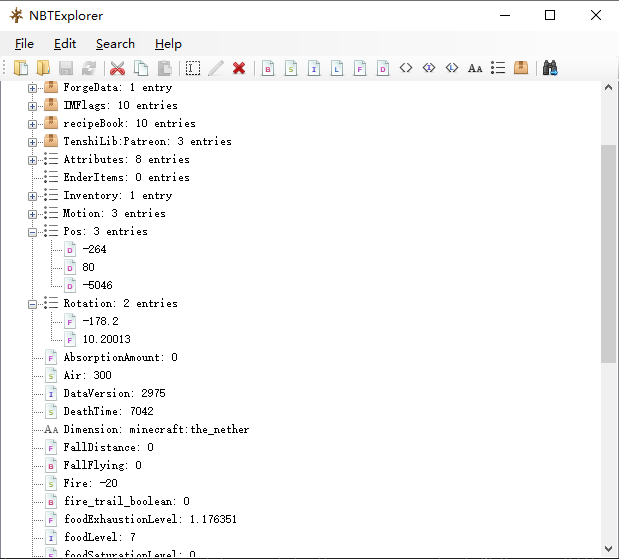 NBTExplorer
File Edit Search Help
B S I L F D <> <I> <L> AA
ForgeData: 1 entry
IMFlags: 10 entries
recipeBook: 10 entries
TenshiLib:Patreon: 3 entries
Attributes: 8 entries
EnderItems: 0 entries
Inventory: 1 entry
Motion: 3 entries
Pos: 3 entries
D -264
D 80
D -5046
Rotation: 2 entries
F -178.2
F 10.20013
F AbsorptionAmount: 0
S Air: 300
I DataVersion: 2975
S DeathTime: 7042
AA Dimension: minecraft:the_nether
F FallDistance: 0
B FallFlying: 0
S Fire: -20
B fire_trail_boolean: 0
F foodExhaustionLevel: 1.176351
I foodLevel: 7
F foodSaturationLevel: 0